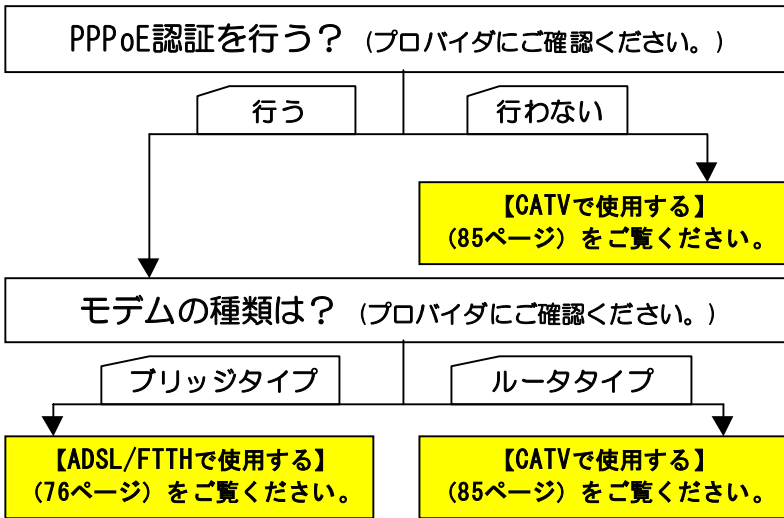 PPPoE認証を行う？（プロバイダにご確認ください。）
行う
行わない
【CATVで使用する】
（85ページ）をご覧ください。
モデムの種類は？（プロバイダにご確認ください。）
ブリッジタイプ
ルータタイプ
【ADSL/FTTHで使用する】
（76ページ）をご覧ください。
【CATVで使用する】
（85ページ）をご覧ください。